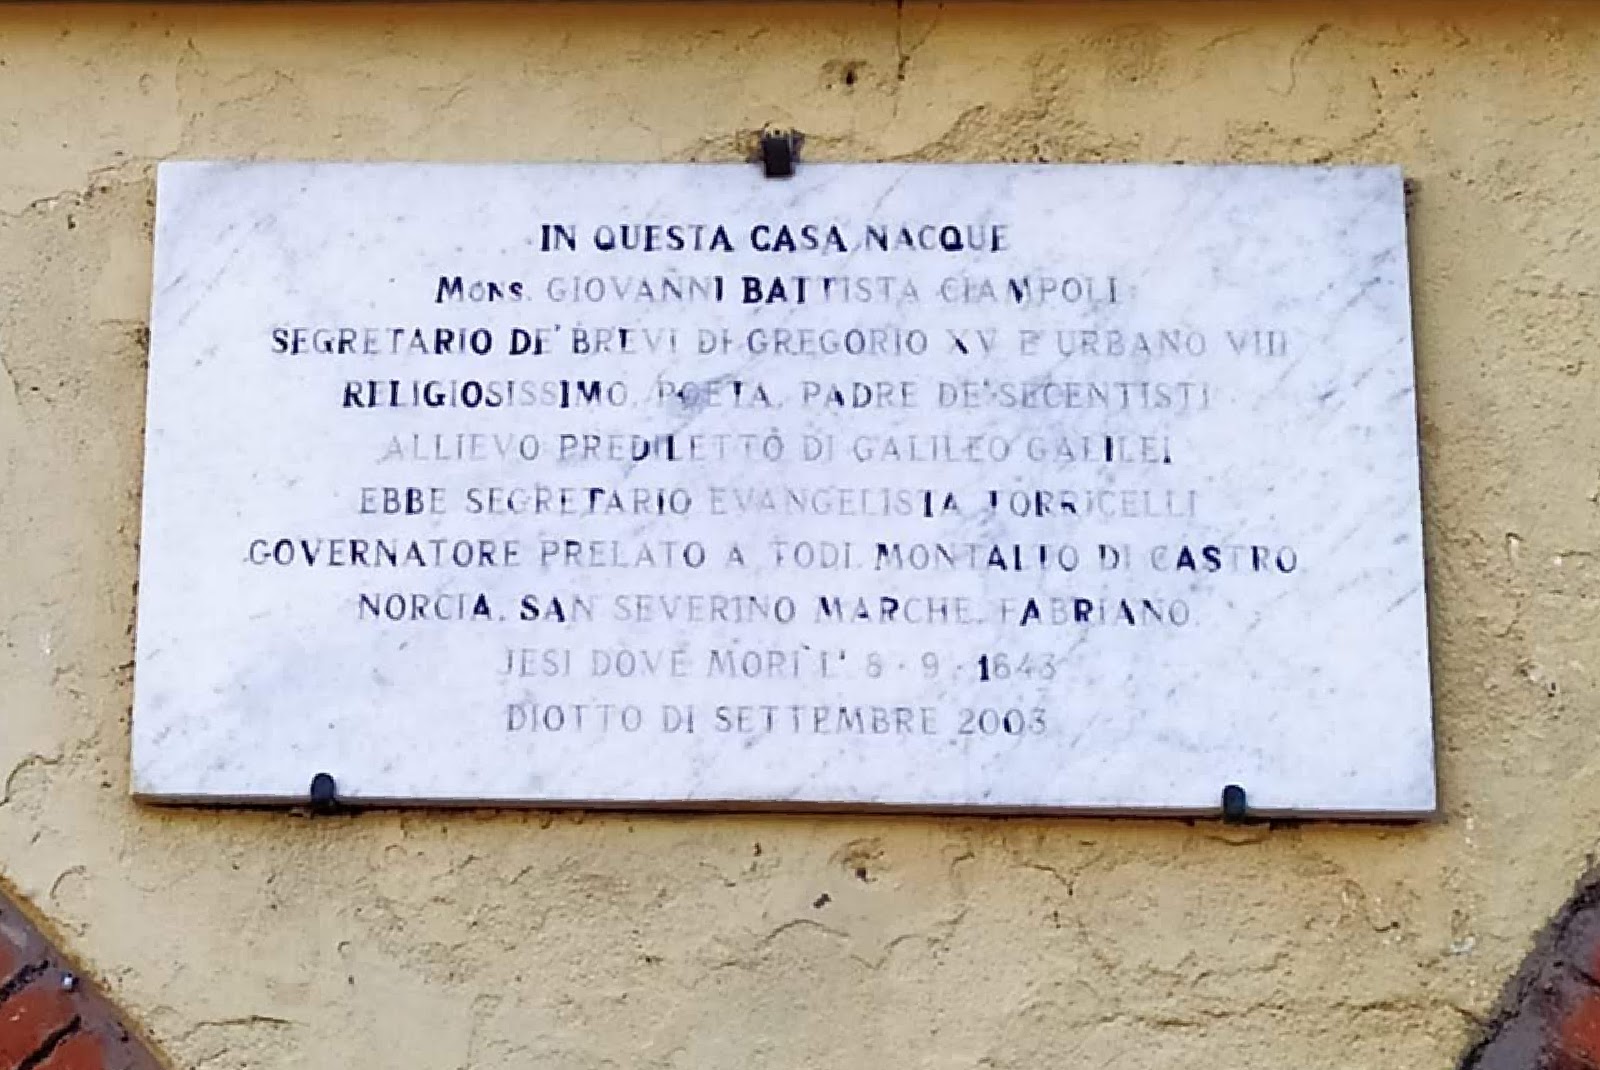 IN QUESTA CASA NACQUE
Mons. GIOVANNI BATTISTA CIAMPOLI
SEGRETARIO DE' BREVI DI GREGORIO XV E URBANO VIII
RELIGIOSISSIMO. POETA. PADRE DE' SECENTISTI
ALLIEVO PREDILETTO DI GALILEO GALILEI
EBBE SEGRETARIO EVANGELISTA TORRICELLI
GOVERNATORE PRELATO A TODI. MONTALTO DI CASTRO
NORCIA. SAN SEVERINO MARCHE. FABRIANO.
JESI DOVE MORÌ L' 8 - 9 - 1643
DIOTTO DI SETTEMBRE 2003